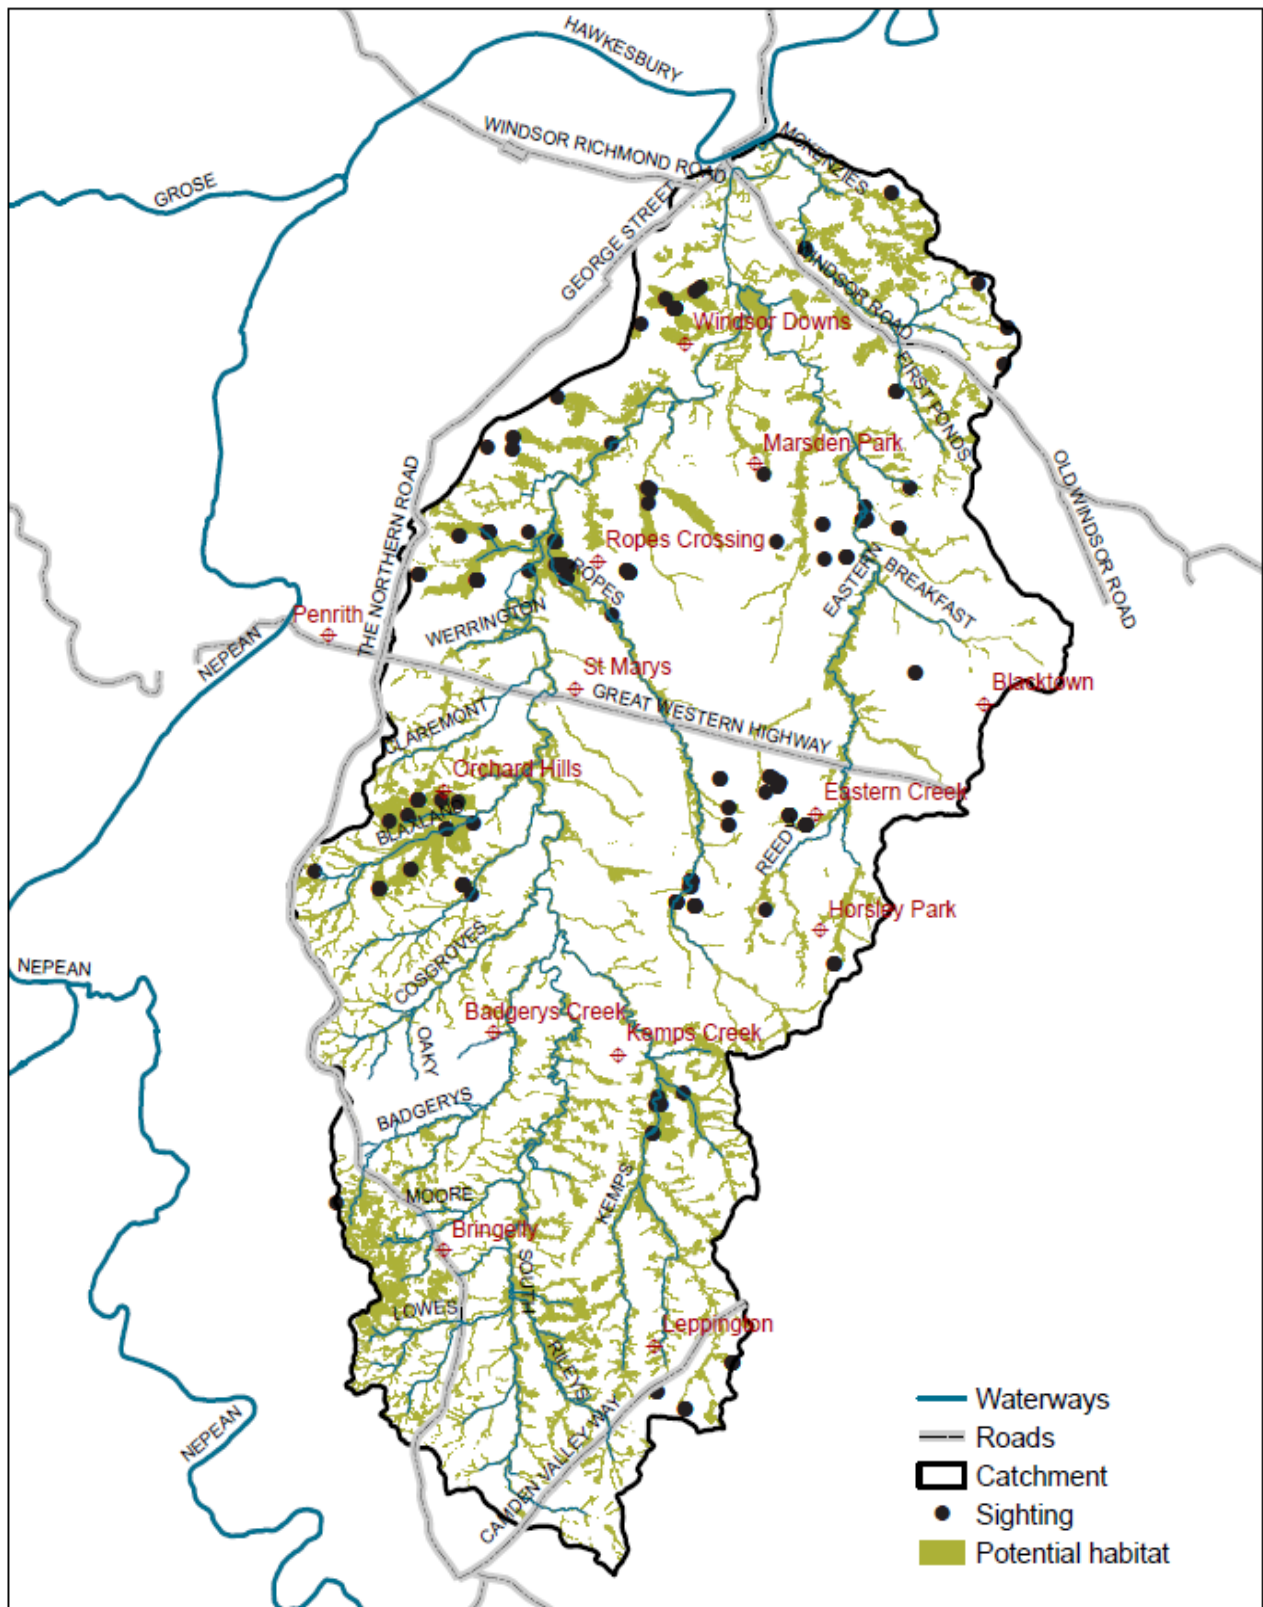 HAWKESBURY
MCKENZIES
WINDSOR RICHMOND ROAD
GROSE
GEORGE STREET
WINDSOR ROAD
Windsor Downs
FIRST PONDS
Marsden Park
OLD WINDSOR ROAD
THE NORTHERN ROAD
Ropes Crossing
ROPES
EASTERN
BREAKFAST
Penrith
WERRINGTON
NEPEAN
St Marys
Blacktown
GREAT WESTERN HIGHWAY
CLAREMONT
Orchard Hills
Eastern Creek
BLAXLAND
REEDY
Horsley Park
NEPEAN
COSGROVES
Badgerys Creek
Kemps Creek
OAKY
BADGERYS
KEMPS
MOORE
Bringelly
SOUTH
LOWES
Leppington
RILEYS
NEPEAN
CAMDEN VALLEY WAY
Waterways
Roads
Catchment
Sighting
Potential habitat